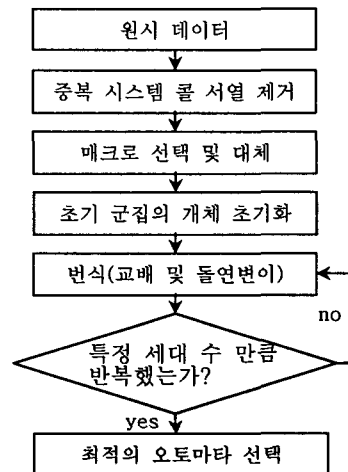 원시 데이터
중복 시스템 콜 서열 제거
매크로 선택 및 대체
초기 군집의 개체 초기화
번식(교배 및 돌연변이)
no
특정 세대 수 만큼
반복했는가?
yes
최적의 오토마타 선택